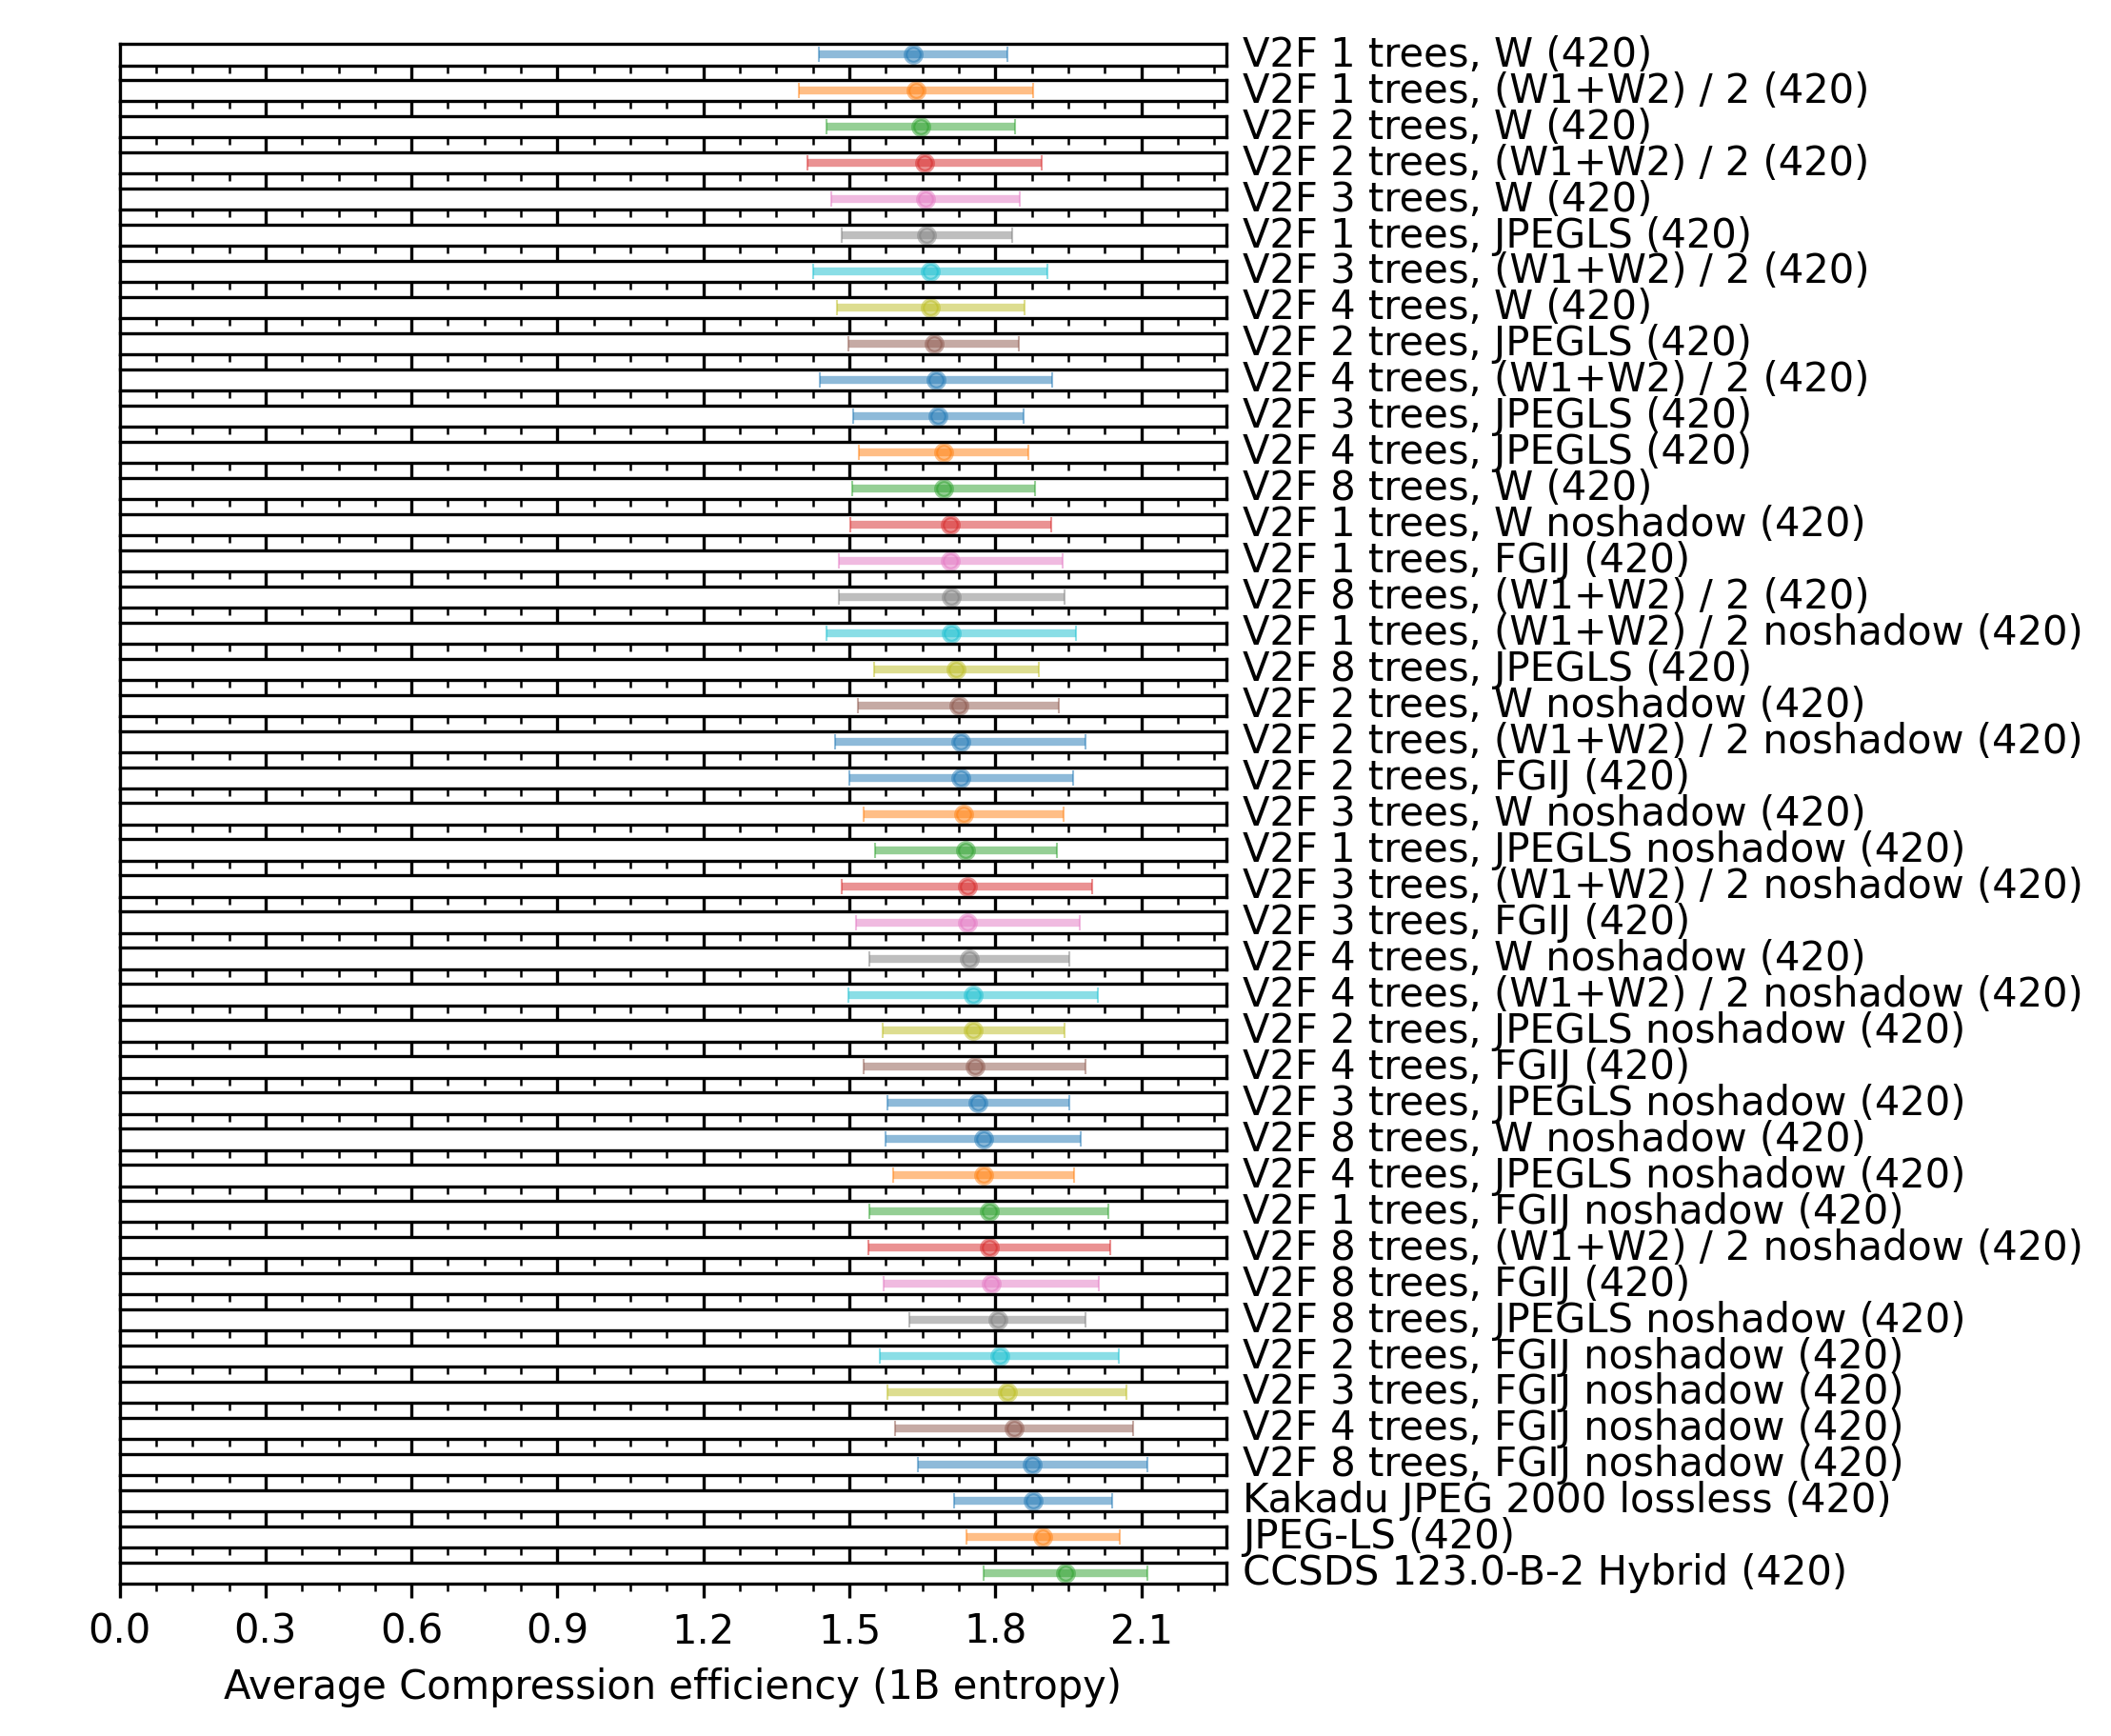 V2F 1 trees, W (420)
V2F 1 trees, (W1+W2) / 2 (420)
V2F 2 trees, W (420)
V2F 2 trees, (W1+W2) / 2 (420)
V2F 3 trees, W (420)
V2F 1 trees, JPEGLS (420)
V2F 3 trees, (W1+W2) / 2 (420)
V2F 4 trees, W (420)
V2F 2 trees, JPEGLS (420)
V2F 4 trees, (W1+W2) / 2 (420)
V2F 3 trees, JPEGLS (420)
V2F 4 trees, JPEGLS (420)
V2F 8 trees, W (420)
V2F 1 trees, W noshadow (420)
V2F 1 trees, FGIJ (420)
V2F 8 trees, (W1+W2) / 2 (420)
V2F 1 trees, (W1+W2) / 2 noshadow (420)
V2F 8 trees, JPEGLS (420)
V2F 2 trees, W noshadow (420)
V2F 2 trees, (W1+W2) / 2 noshadow (420)
V2F 2 trees, FGIJ (420)
V2F 3 trees, W noshadow (420)
V2F 1 trees, JPEGLS noshadow (420)
V2F 3 trees, (W1+W2) / 2 noshadow (420)
V2F 3 trees, FGIJ (420)
V2F 4 trees, W noshadow (420)
V2F 4 trees, (W1+W2) / 2 noshadow (420)
V2F 2 trees, JPEGLS noshadow (420)
V2F 4 trees, FGIJ (420)
V2F 3 trees, JPEGLS noshadow (420)
V2F 8 trees, W noshadow (420)
V2F 4 trees, JPEGLS noshadow (420)
V2F 1 trees, FGIJ noshadow (420)
V2F 8 trees, (W1+W2) / 2 noshadow (420)
V2F 8 trees, FGIJ (420)
V2F 8 trees, JPEGLS noshadow (420)
V2F 2 trees, FGIJ noshadow (420)
V2F 3 trees, FGIJ noshadow (420)
V2F 4 trees, FGIJ noshadow (420)
V2F 8 trees, FGIJ noshadow (420)
Kakadu JPEG 2000 lossless (420)
JPEG-LS (420)
CCSDS 123.0-B-2 Hybrid (420)
0.0 0.3 0.6 0.9 1.2 1.5 1.8 2.1
Average Compression efficiency (1B entropy)